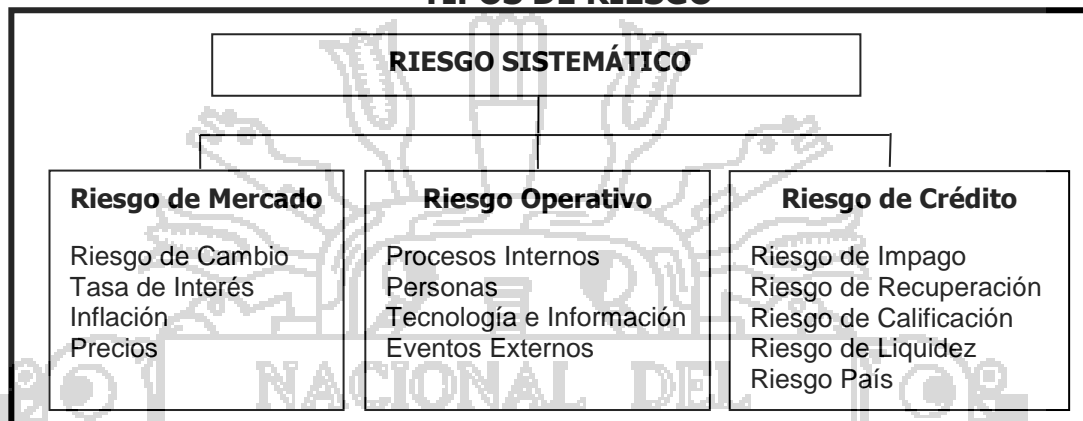 TIPOS DE RIESGO
RIESGO SISTEMÁTICO
Riesgo de Mercado
Riesgo de Cambio
Tasa de Interés
Inflación
Precios
Riesgo Operativo
Procesos Internos
Personas
Tecnología e Información
Eventos Externos
Riesgo de Crédito
Riesgo de Impago
Riesgo de Recuperación
Riesgo de Calificación
Riesgo de Liquidez
Riesgo País
NACIONAL DEL